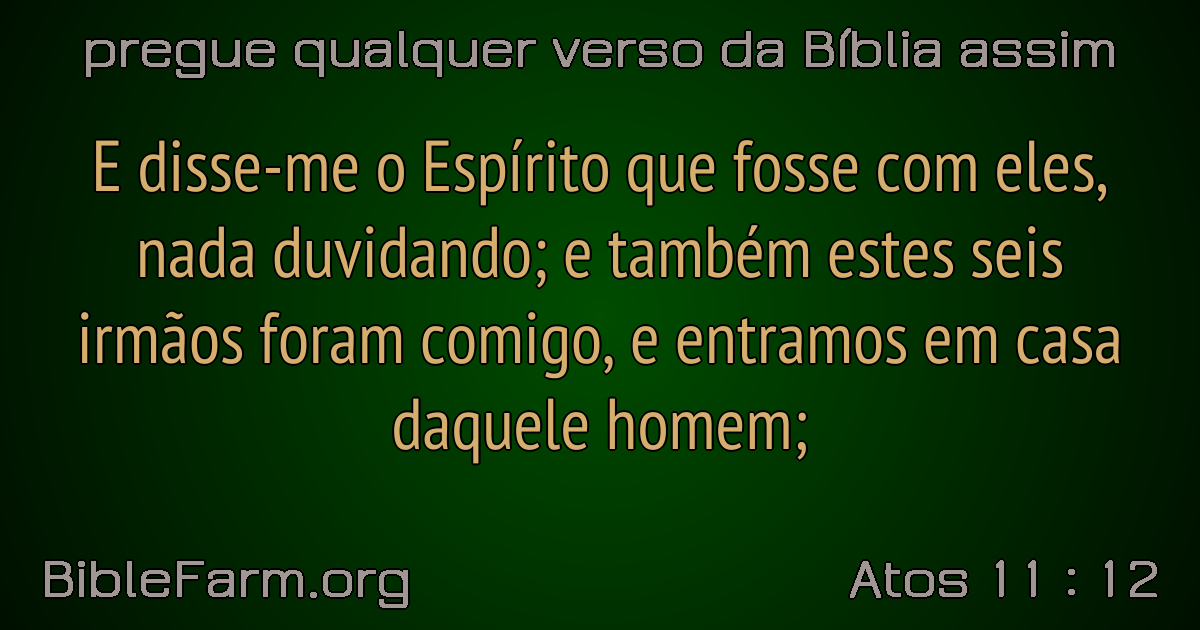 pregue qualquer verso da Bíblia assim
E disse-me o Espírito que fosse com eles,
nada duvidando; e também estes seis
irmãos foram comigo, e entramos em casa
daquele homem;
BibleFarm.org
Atos 11 : 12